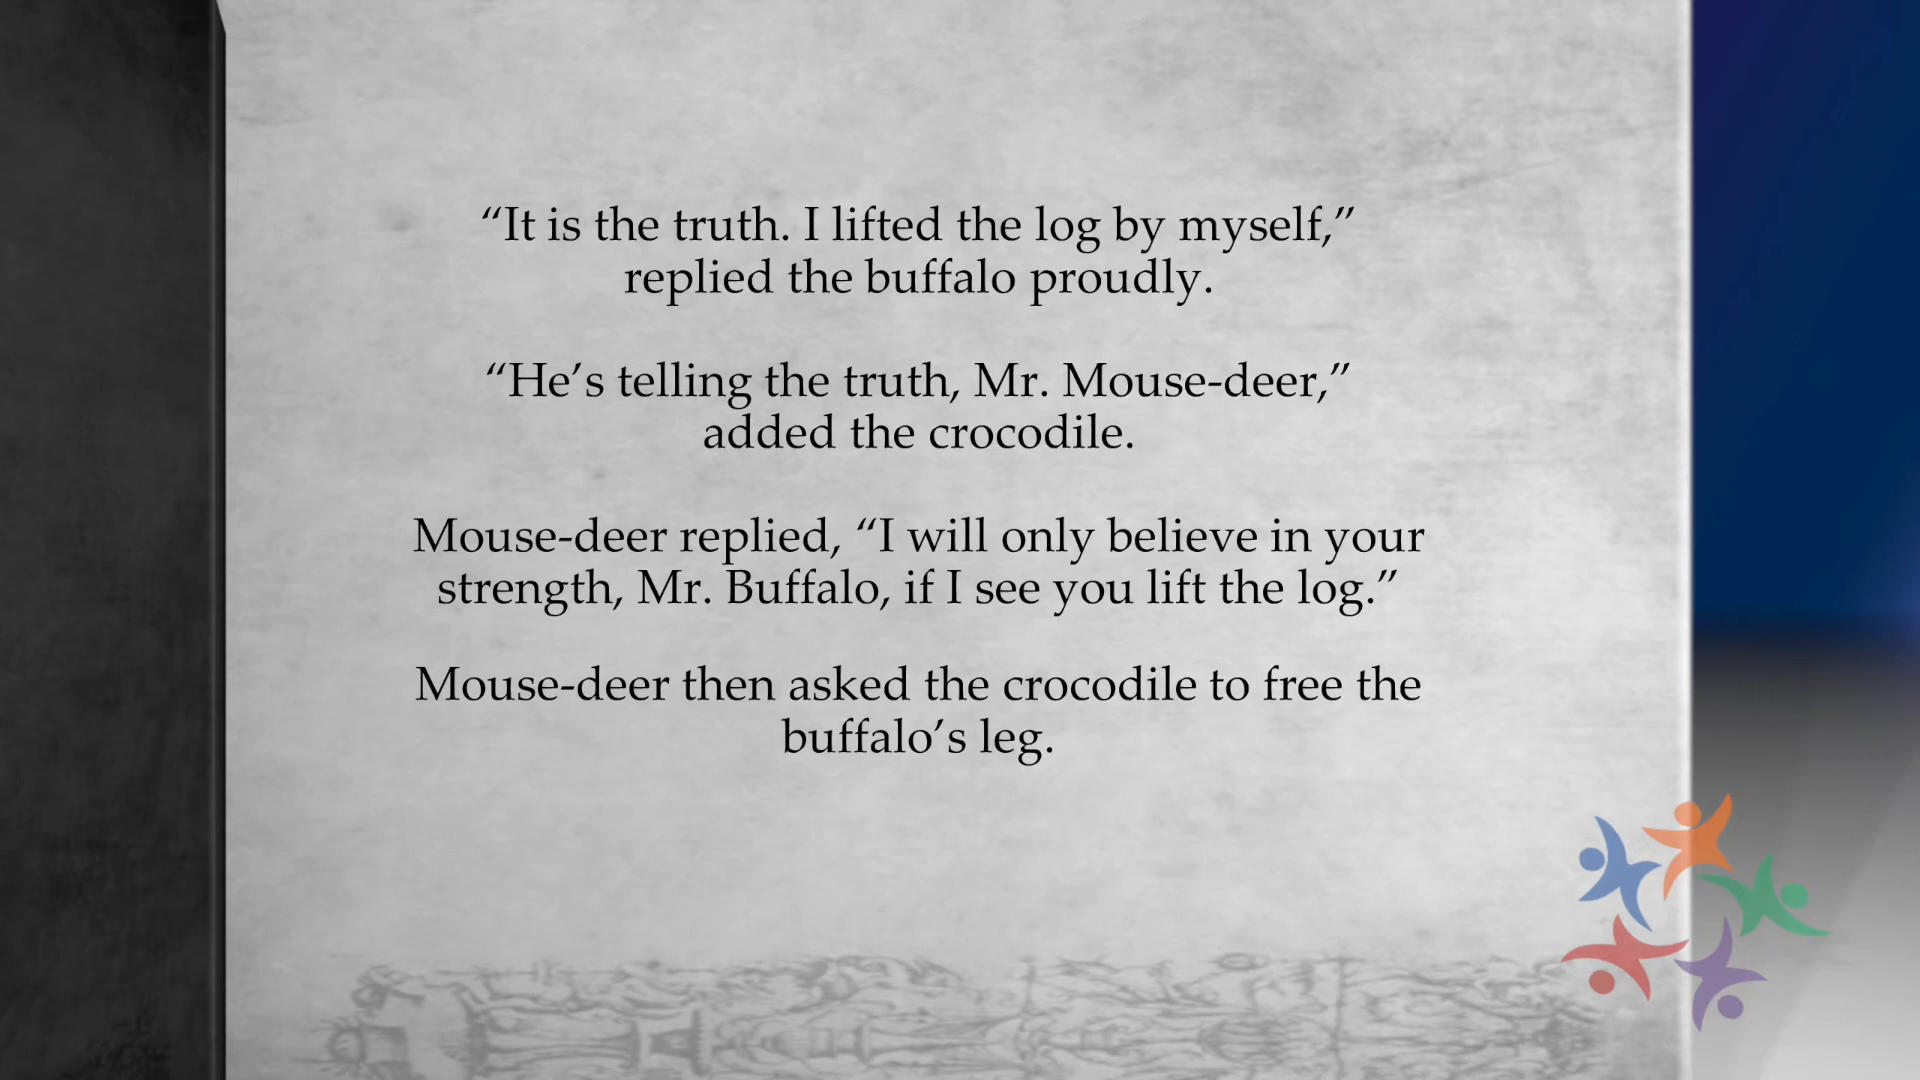 “It is the truth. I lifted the log by myself,”
replied the buffalo proudly.
“He’s telling the truth, Mr. Mouse-deer,”
added the crocodile.
Mouse-deer replied, “I will only believe in your
strength, Mr. Buffalo, if I see you lift the log.”
Mouse-deer then asked the crocodile to free the
buffalo’s leg.